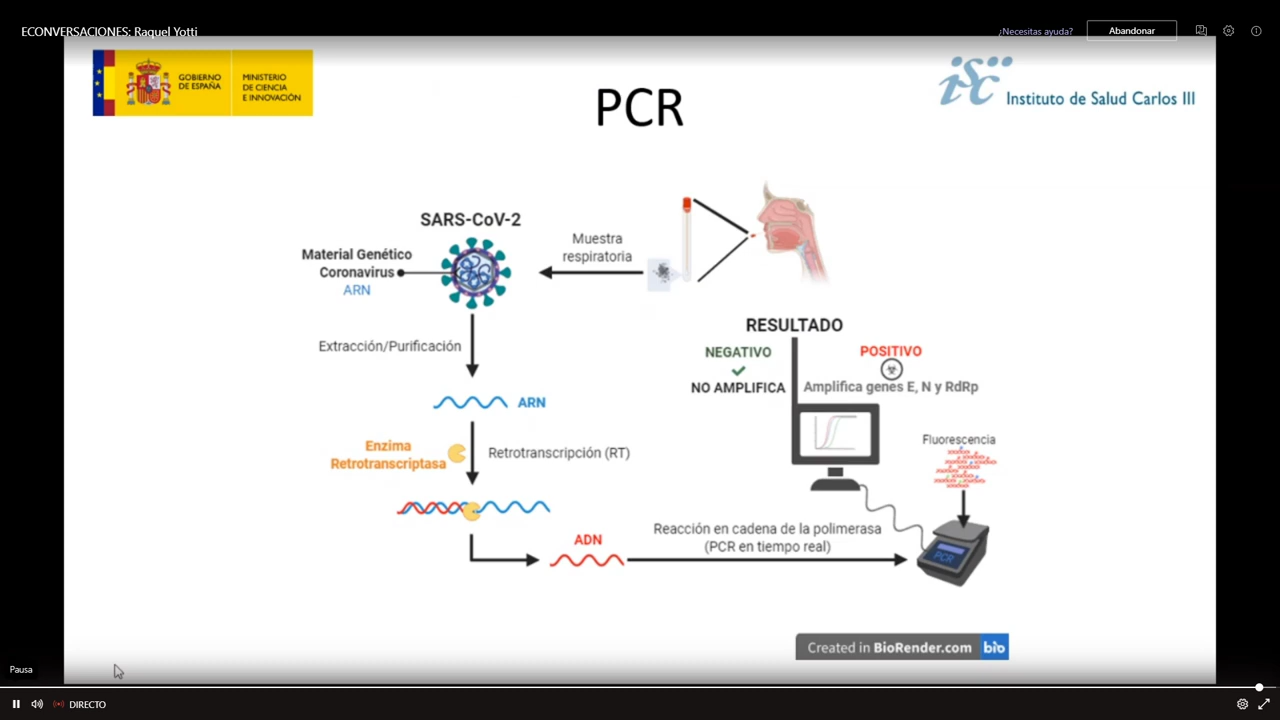 ECONVERSACIONES: Raquel Yotti
¿Necesitas ayuda?
Abandonar
GOBIERNO
DE ESPAÑA
MINISTERIO
DE CIENCIA
E INNOVACIÓN
PCR
isc
Instituto de Salud Carlos III
SARS-CoV-2
Material Genético
Coronavirus
ARN
Muestra
respiratoria
Extracción/Purificación
ARN
Enzima
Retrotranscriptasa
Retrotranscripción (RT)
ADN
Reacción en cadena de la polimerasa
(PCR en tiempo real)
RESULTADO
NEGATIVO
NO AMPLIFICA
POSITIVO
Amplifica genes E, N y RdRp
Fluorescencia
PCR
Created in BioRender.com bio
Pausa
DIRECTO